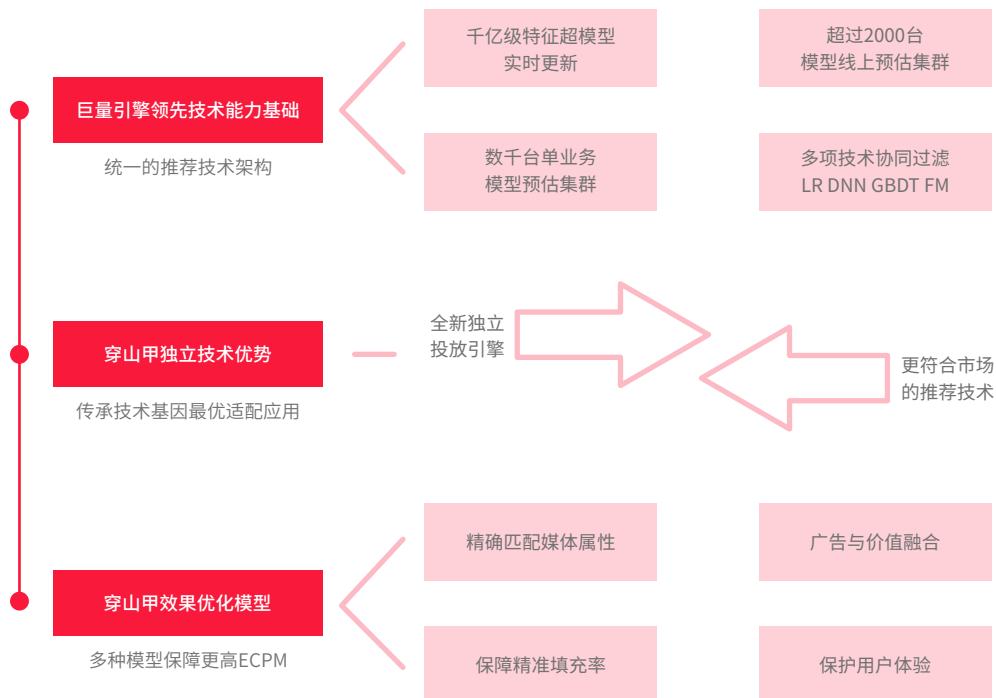 巨量引擎领先技术能力基础
统一的推荐技术架构
千亿级特征超模型
实时更新
超过2000台
模型线上预估集群
数千台单业务
模型预估集群
多项技术协同过滤
LR DNN GBDT FM
穿山甲独立技术优势
传承技术基因最优适配应用
全新独立
投放引擎
更符合市场
的推荐技术
穿山甲效果优化模型
多种模型保障更高ECPM
精确匹配媒体属性
广告与价值融合
保障精准填充率
保护用户体验